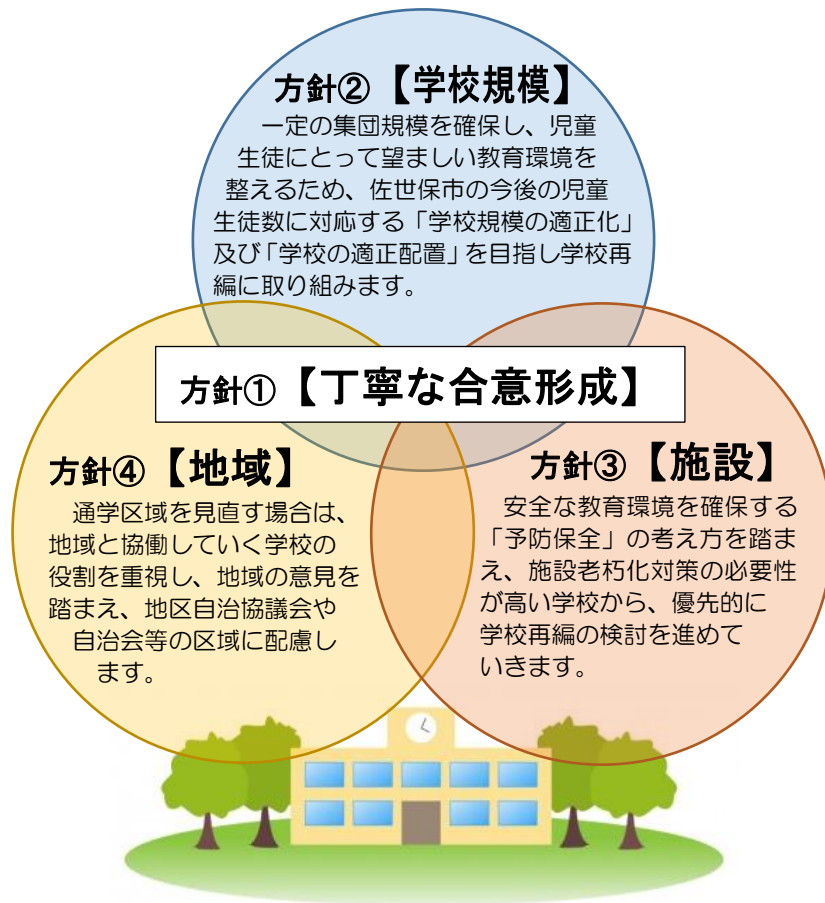 方針②【学校規模】
一定の集団規模を確保し、児童
生徒にとって望ましい教育環境を
整えるため、佐世保市の今後の児童
生徒数に対応する「学校規模の適正化」
及び「学校の適正配置」を目指し学校再
編に取り組みます。
方針①【丁寧な合意形成】
方針④【地域】
通学区域を見直す場合は、
地域と協働していく学校の
役割を重視し、地域の意見を
踏まえ、地区自治協議会や
自治会等の区域に配慮し
ます。
方針③【施設】
安全な教育環境を確保する
「予防保全」の考え方を踏ま
え、施設老朽化対策の必要性
が高い学校から、優先的に
学校再編の検討を進めて
いきます。